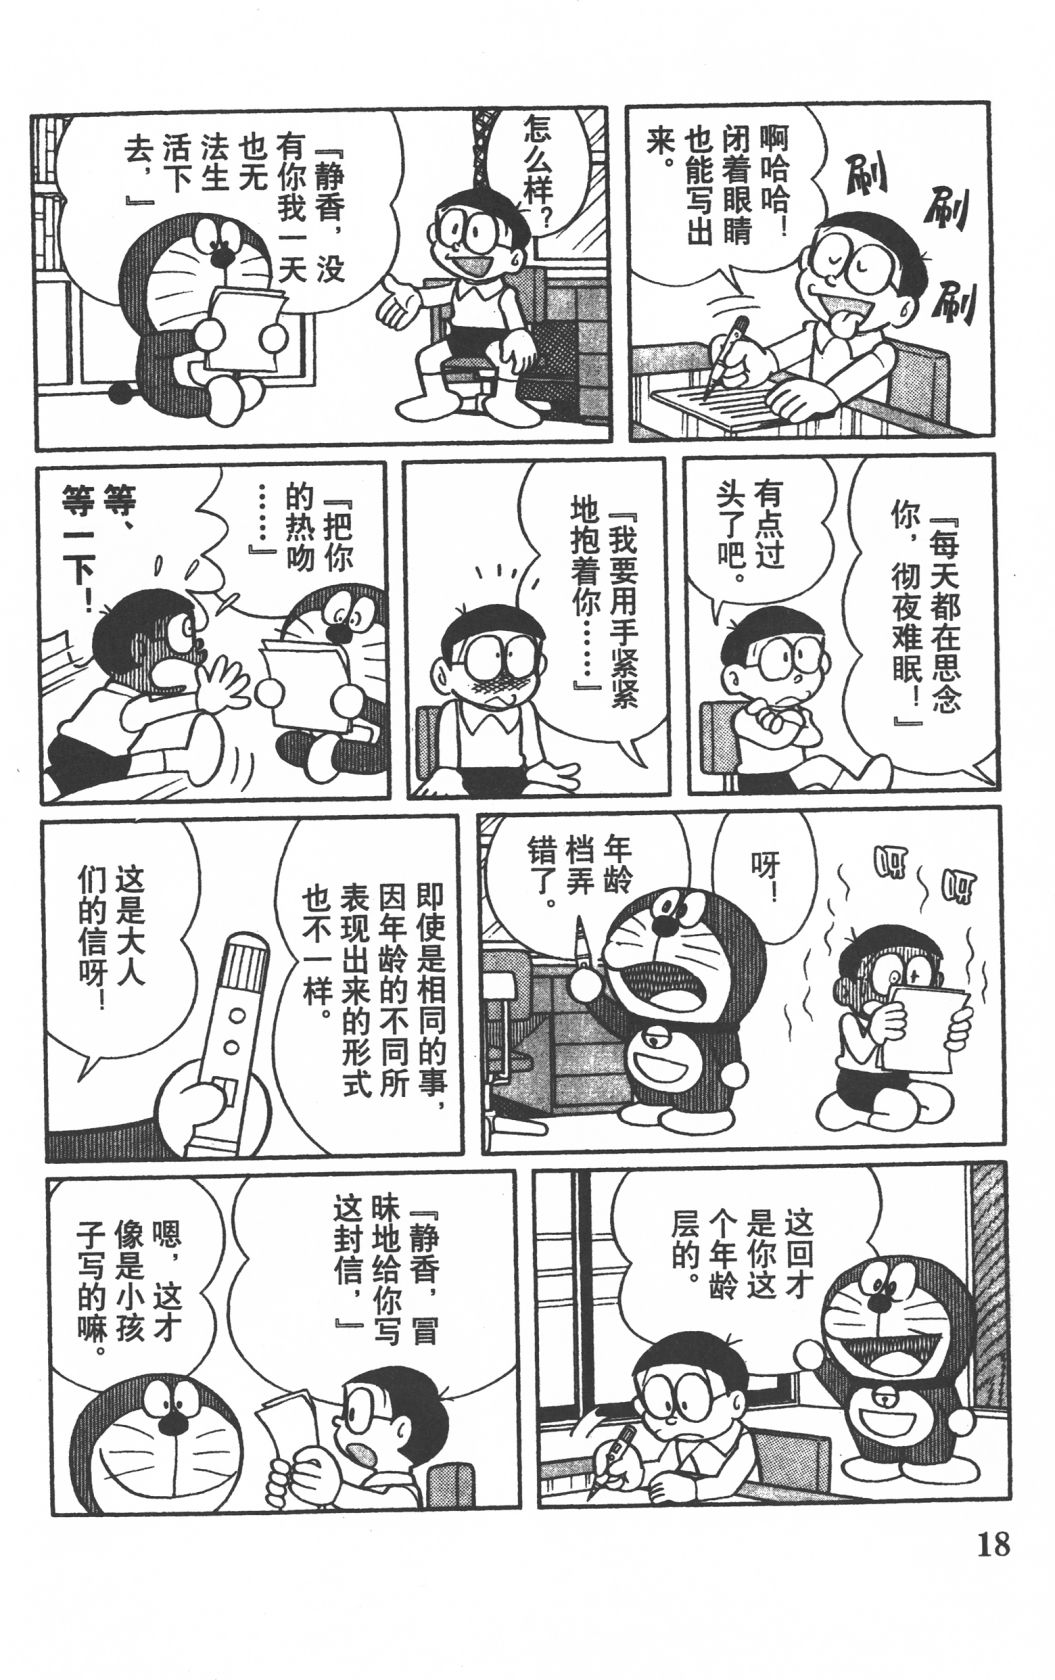 啊哈哈！
闭着眼睛
也能写出
来。
刷
刷
刷
怎么样？
『静香，没
有你我一天
也无
法生
活下
去，』
『每天都在思念
你，彻夜难眠！』
有点过
头了吧。
『我要用手紧紧
地抱着你……』
『把你
的热吻
……』
等、
等一下！
呀！
年龄
档弄
错了。
即使是相同的事，
因年龄的不同所
表现出来的形式
也不一样。
这是大人
们的信呀！
这回才
是你这
个年龄
层的。
『静香，冒
昧地给你写
这封信，』
嗯，这才
像是小孩
子写的嘛。
18